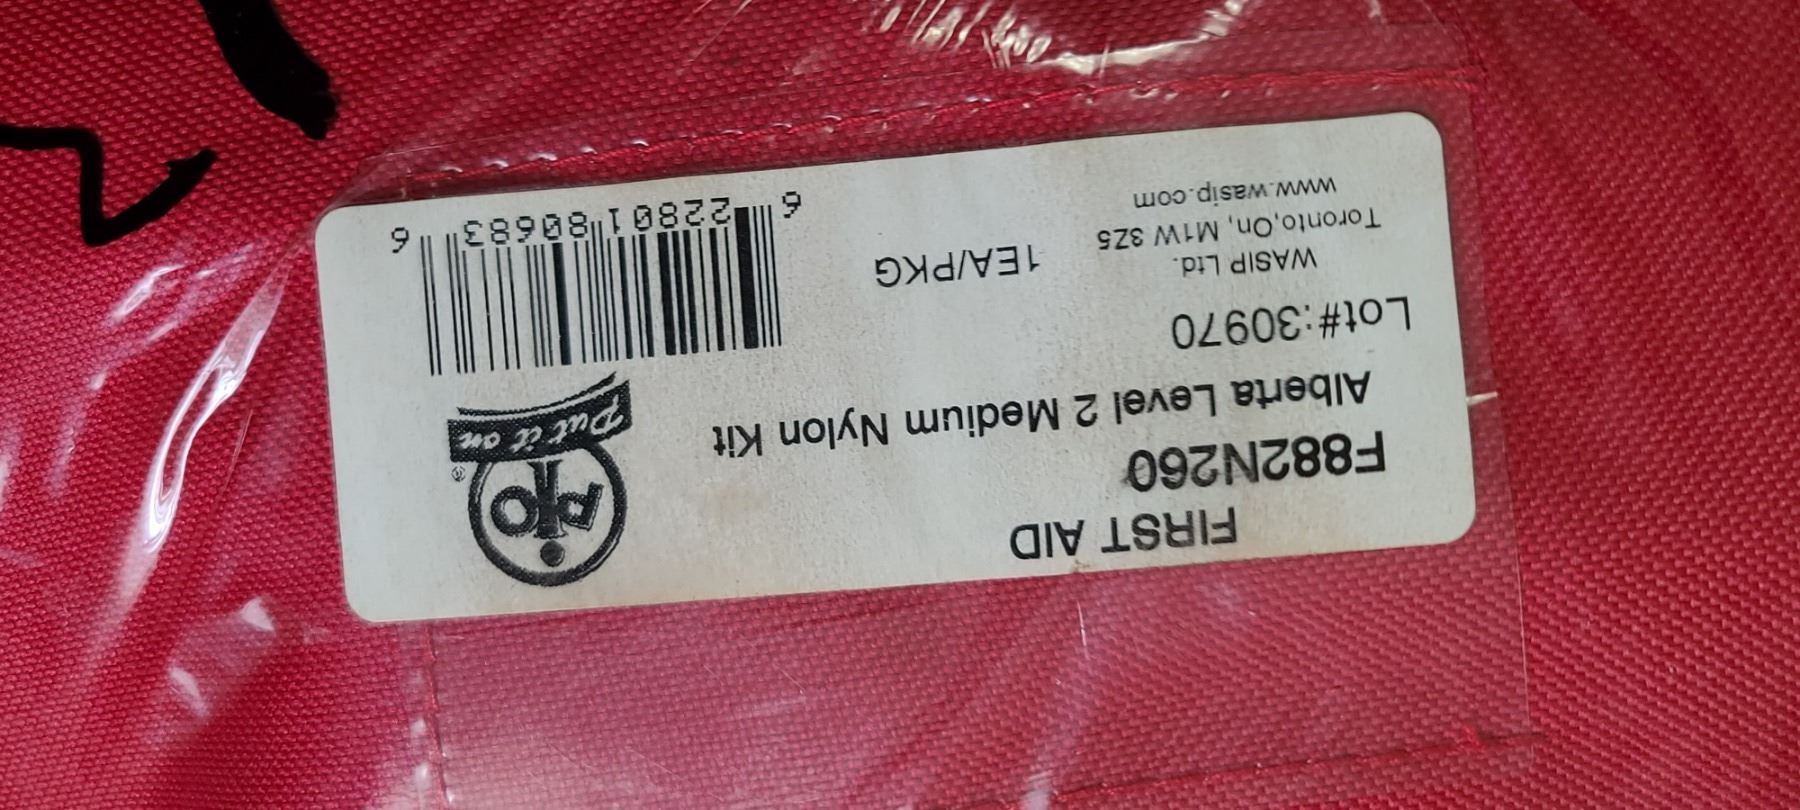 FIRST AID
F882N260
Alberta Level 2 Medium Nylon Kit
Lot#:30970
WASIP Ltd.
Toronto,On, M1W 3Z5
www.wasip.com
1EA/PKG
PIO
®
Put it on
6 22801 80683 6